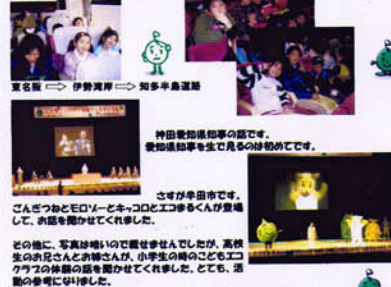 東名阪 ⇨ 伊勢湾岸 ⇨ 知多半島道路
神田愛知県知事の話です。
愛知県知事を生で見るのは初めてです。
さすが半田市です。
ごんぎつねとモロゾーとキッコロとエコまるくんが登場
して、お話を聞かせてくれました。
その他に、写真は暗いので載せませんでしたが、高校
生のお兄さんとお姉さんが、小学生の時のこどもエコ
クラブの体験の話を聞かせてくれました。とても、活
動の参考になりました。